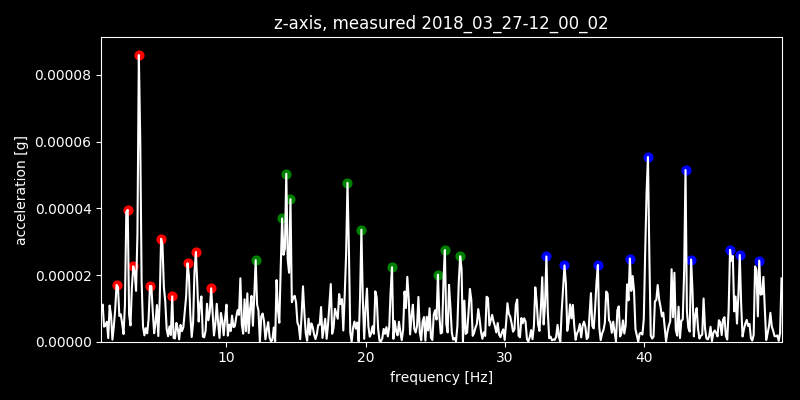 z-axis, measured 2018_03_27-12_00_02
0.00008
0.00006
0.00004
0.00002
0.00000
acceleration [g]
10 20 30 40
frequency [Hz]